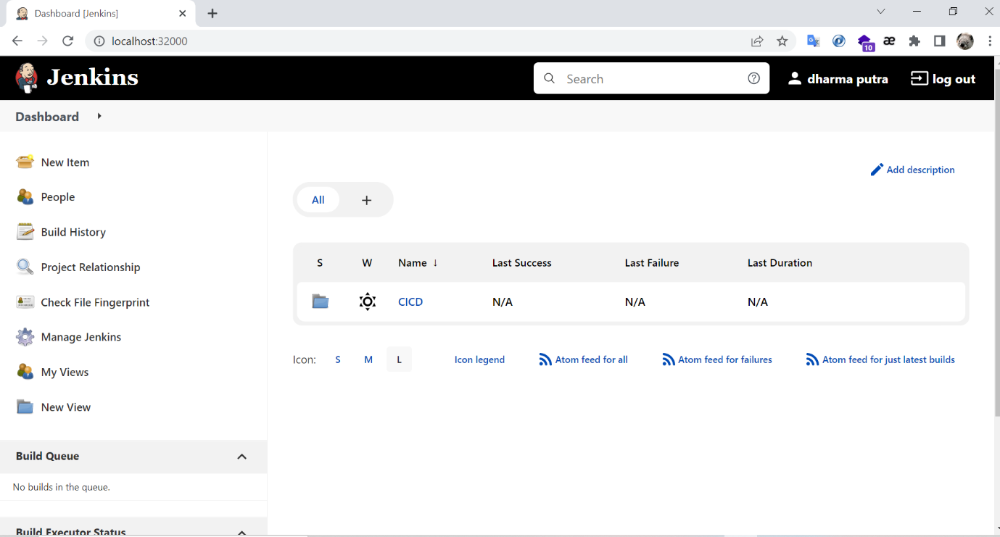 Dashboard [Jenkins]
localhost:32000
10
æ
Jenkins
Search
dharma putra
log out
Dashboard
New Item
People
Build History
Project Relationship
Check File Fingerprint
Manage Jenkins
My Views
New View
Build Queue
No builds in the queue.
Build Executor Status
Add description
All +
S W Name ↓ Last Success Last Failure Last Duration
CICD N/A N/A N/A
Icon: S M L Icon legend Atom feed for all Atom feed for failures Atom feed for just latest builds